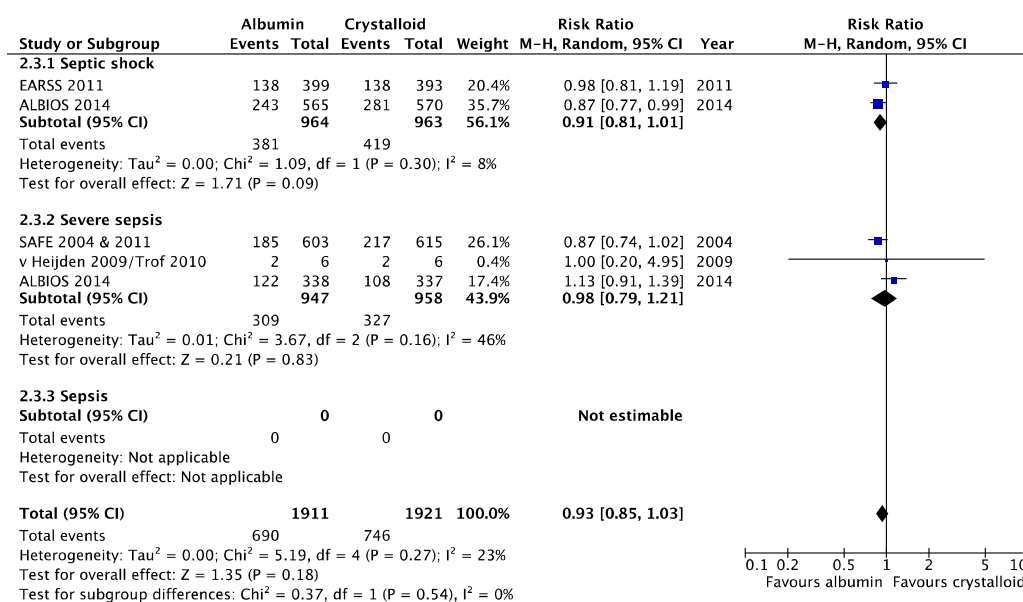 Albumin Crystalloid Risk Ratio Risk Ratio
Study or Subgroup Events Total Events Total Weight M-H, Random, 95% CI Year M-H, Random, 95% CI
2.3.1 Septic shock
EARSS 2011 138 399 138 393 20.4% 0.98 [0.81, 1.19] 2011
ALBIOS 2014 243 565 281 570 35.7% 0.87 [0.77, 0.99] 2014
Subtotal (95% CI) 964 963 56.1% 0.91 [0.81, 1.01]
Total events 381 419
Heterogeneity: Tau² = 0.00; Chi² = 1.09, df = 1 (P = 0.30); I² = 8%
Test for overall effect: Z = 1.71 (P = 0.09)
2.3.2 Severe sepsis
SAFE 2004 & 2011 185 603 217 615 26.1% 0.87 [0.74, 1.02] 2004
v Heijden 2009/Trof 2010 2 6 2 6 0.4% 1.00 [0.20, 4.95] 2009
ALBIOS 2014 122 338 108 337 17.4% 1.13 [0.91, 1.39] 2014
Subtotal (95% CI) 947 958 43.9% 0.98 [0.79, 1.21]
Total events 309 327
Heterogeneity: Tau² = 0.01; Chi² = 3.67, df = 2 (P = 0.16); I² = 46%
Test for overall effect: Z = 0.21 (P = 0.83)
2.3.3 Sepsis
Subtotal (95% CI) 0 0 Not estimable
Total events 0 0
Heterogeneity: Not applicable
Test for overall effect: Not applicable
Total (95% CI) 1911 1921 100.0% 0.93 [0.85, 1.03]
Total events 690 746
Heterogeneity: Tau² = 0.00; Chi² = 5.19, df = 4 (P = 0.27); I² = 23%
Test for overall effect: Z = 1.35 (P = 0.18)
Test for subgroup differences: Chi² = 0.37, df = 1 (P = 0.54), I² = 0%
0.1 0.2 0.5 1 2 5 10
Favours albumin Favours crystalloid